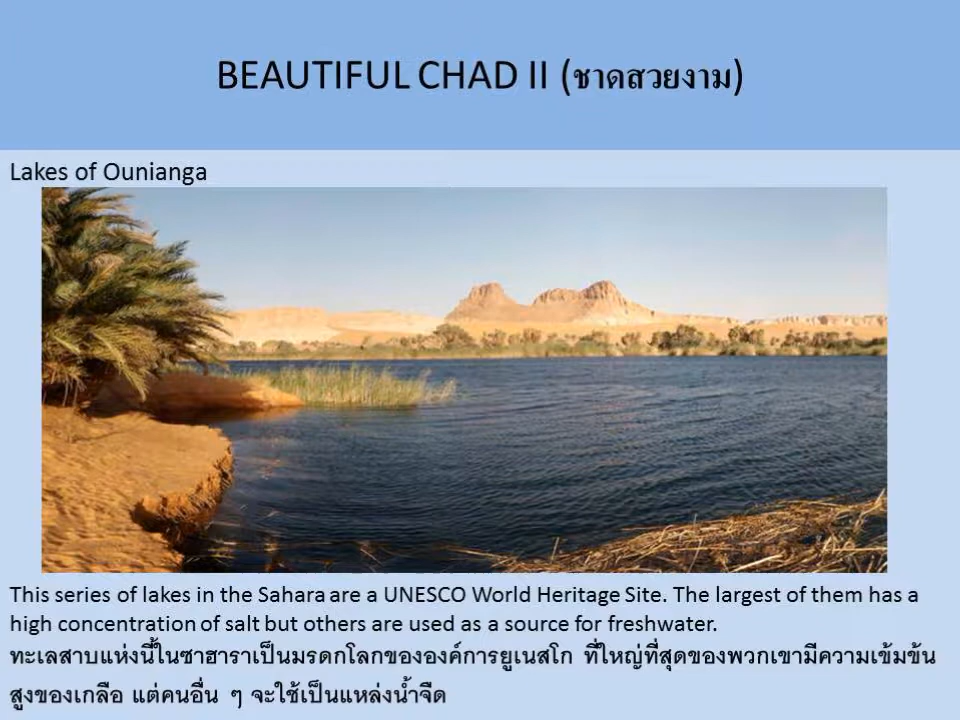 BEAUTIFUL CHAD II (ชาดสวยงาม)
Lakes of Ounianga
This series of lakes in the Sahara are a UNESCO World Heritage Site. The largest of them has a
high concentration of salt but others are used as a source for freshwater.
ทะเลสาบแห่งนี้ในซาฮาราเป็นมรดกโลกขององค์การยูเนสโก ที่ใหญ่ที่สุดของพวกเขามีความเข้มข้น
สูงของเกลือ แต่คนอื่น ๆ จะใช้เป็นแหล่งน้ำจืด